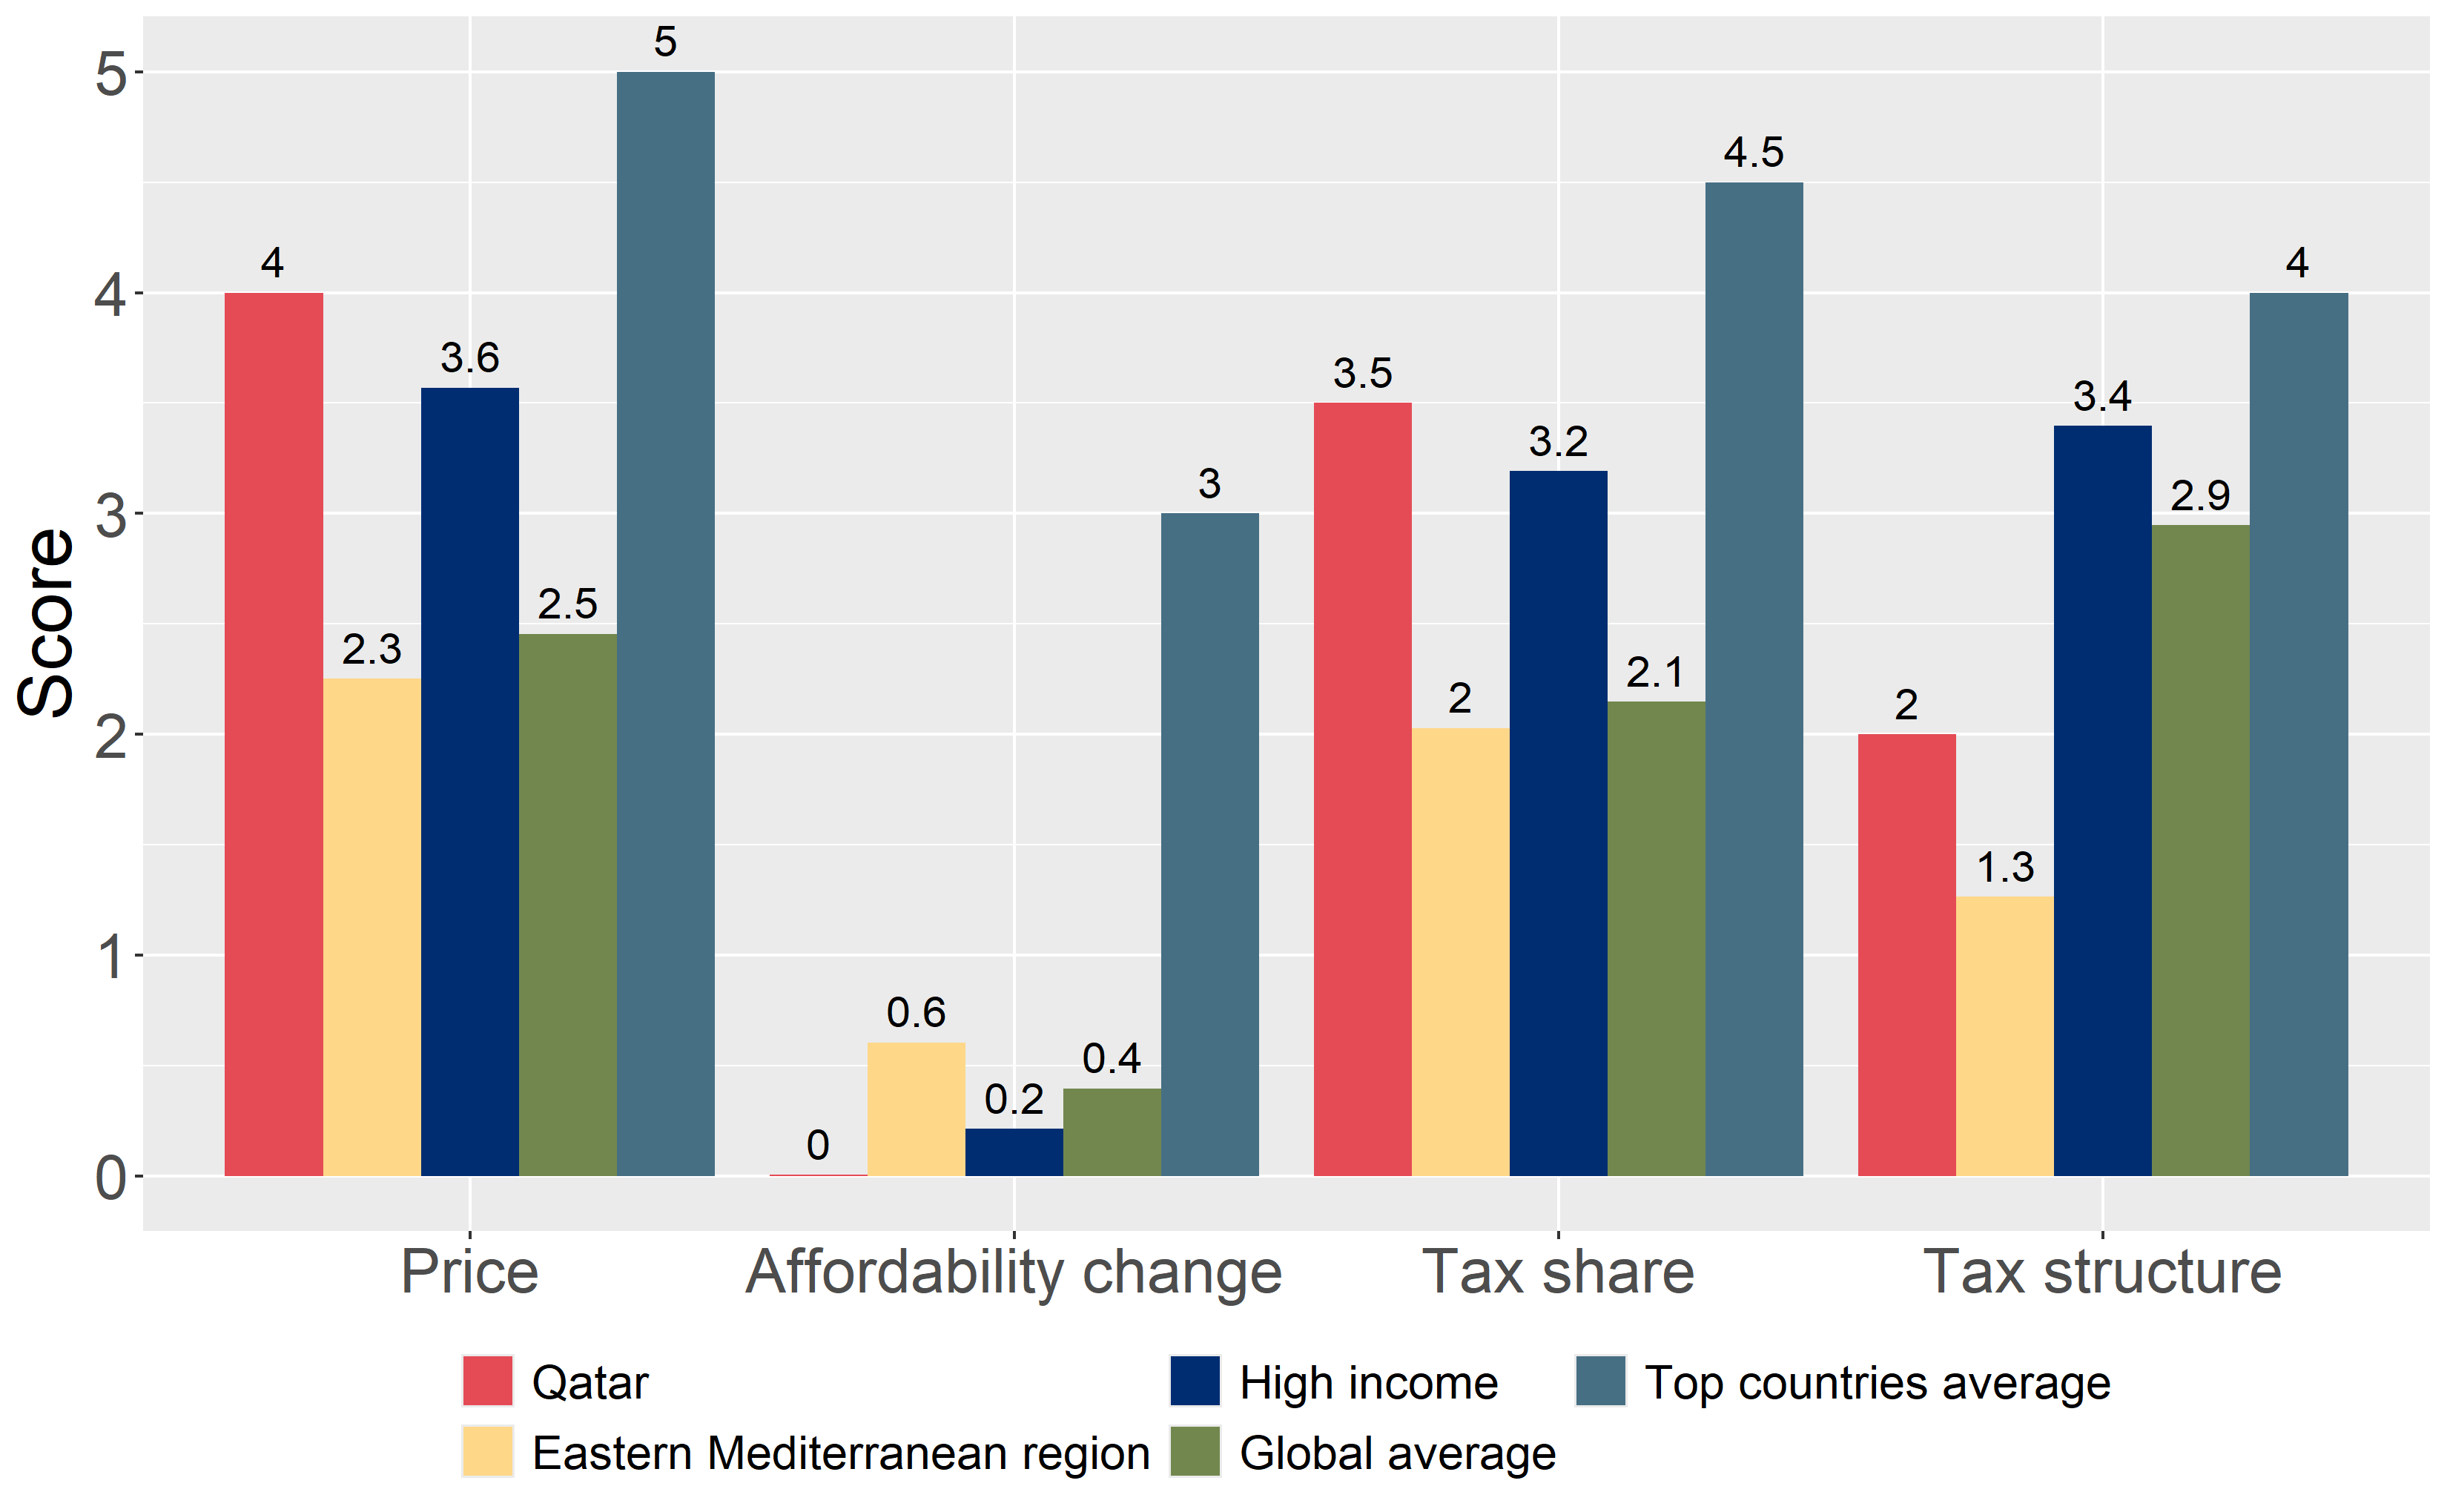 Score
5
4
3
2
1
0
4
2.3
3.6
2.5
5
0
0.6
0.2
0.4
3
3.5
2
3.2
2.1
4.5
2
1.3
3.4
2.9
4
Price
Affordability change
Tax share
Tax structure
Qatar
Eastern Mediterranean region
High income
Global average
Top countries average